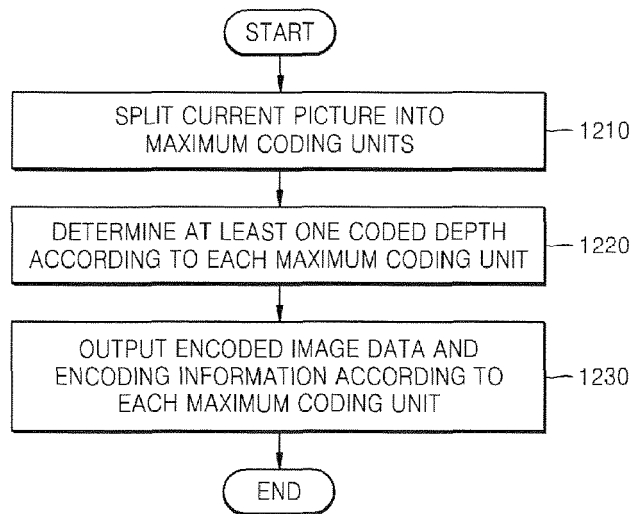 START
SPLIT CURRENT PICTURE INTO
MAXIMUM CODING UNITS
1210
DETERMINE AT LEAST ONE CODED DEPTH
ACCORDING TO EACH MAXIMUM CODING UNIT
1220
OUTPUT ENCODED IMAGE DATA AND
ENCODING INFORMATION ACCORDING TO
EACH MAXIMUM CODING UNIT
1230
END